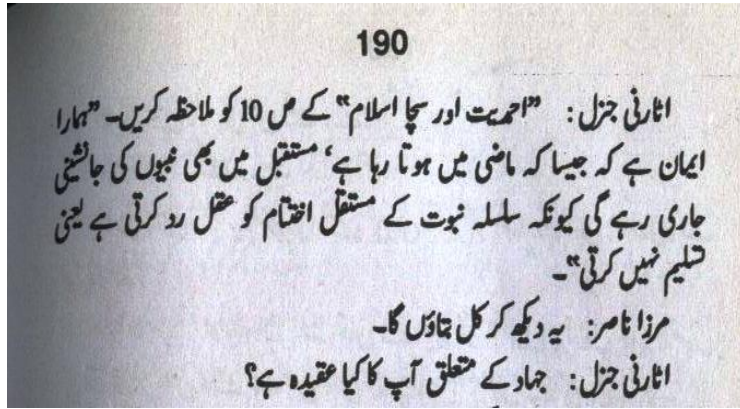 190
اٹارنی جنرل: "احمدیت اور سچا اسلام" کے ص 10 کو ملاحظہ کریں۔ "ہمارا
ایمان ہے کہ جیسا کہ ماضی میں ہوتا رہا ہے، مستقبل میں بھی نبیوں کی جانشینی
جاری رہے گی کیونکہ سلسلہ نبوت کے مستقل اختتام کو عقل رد کرتی ہے یعنی
تسلیم نہیں کرتی"۔
مرزا ناصر: یہ دیکھ کر کل بتاؤں گا۔
اٹارنی جنرل: جہاد کے متعلق آپ کا کیا عقیدہ ہے؟